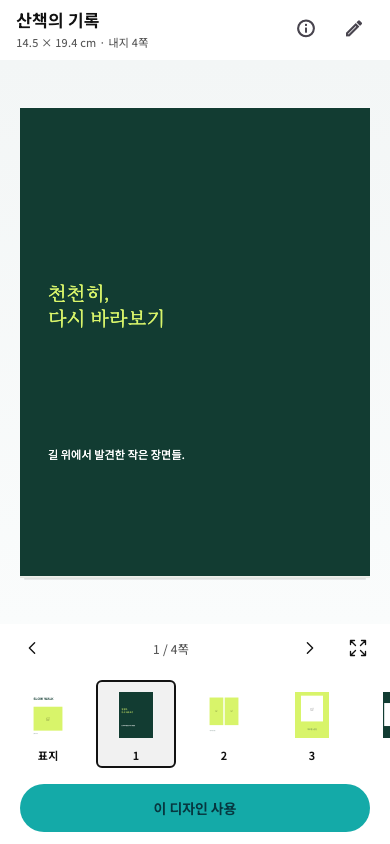 산책의 기록
14.5 × 19.4 cm · 내지 4쪽
천천히,
다시 바라보기
길 위에서 발견한 작은 장면들.
1 / 4쪽
표지
1
2
3
이 디자인 사용